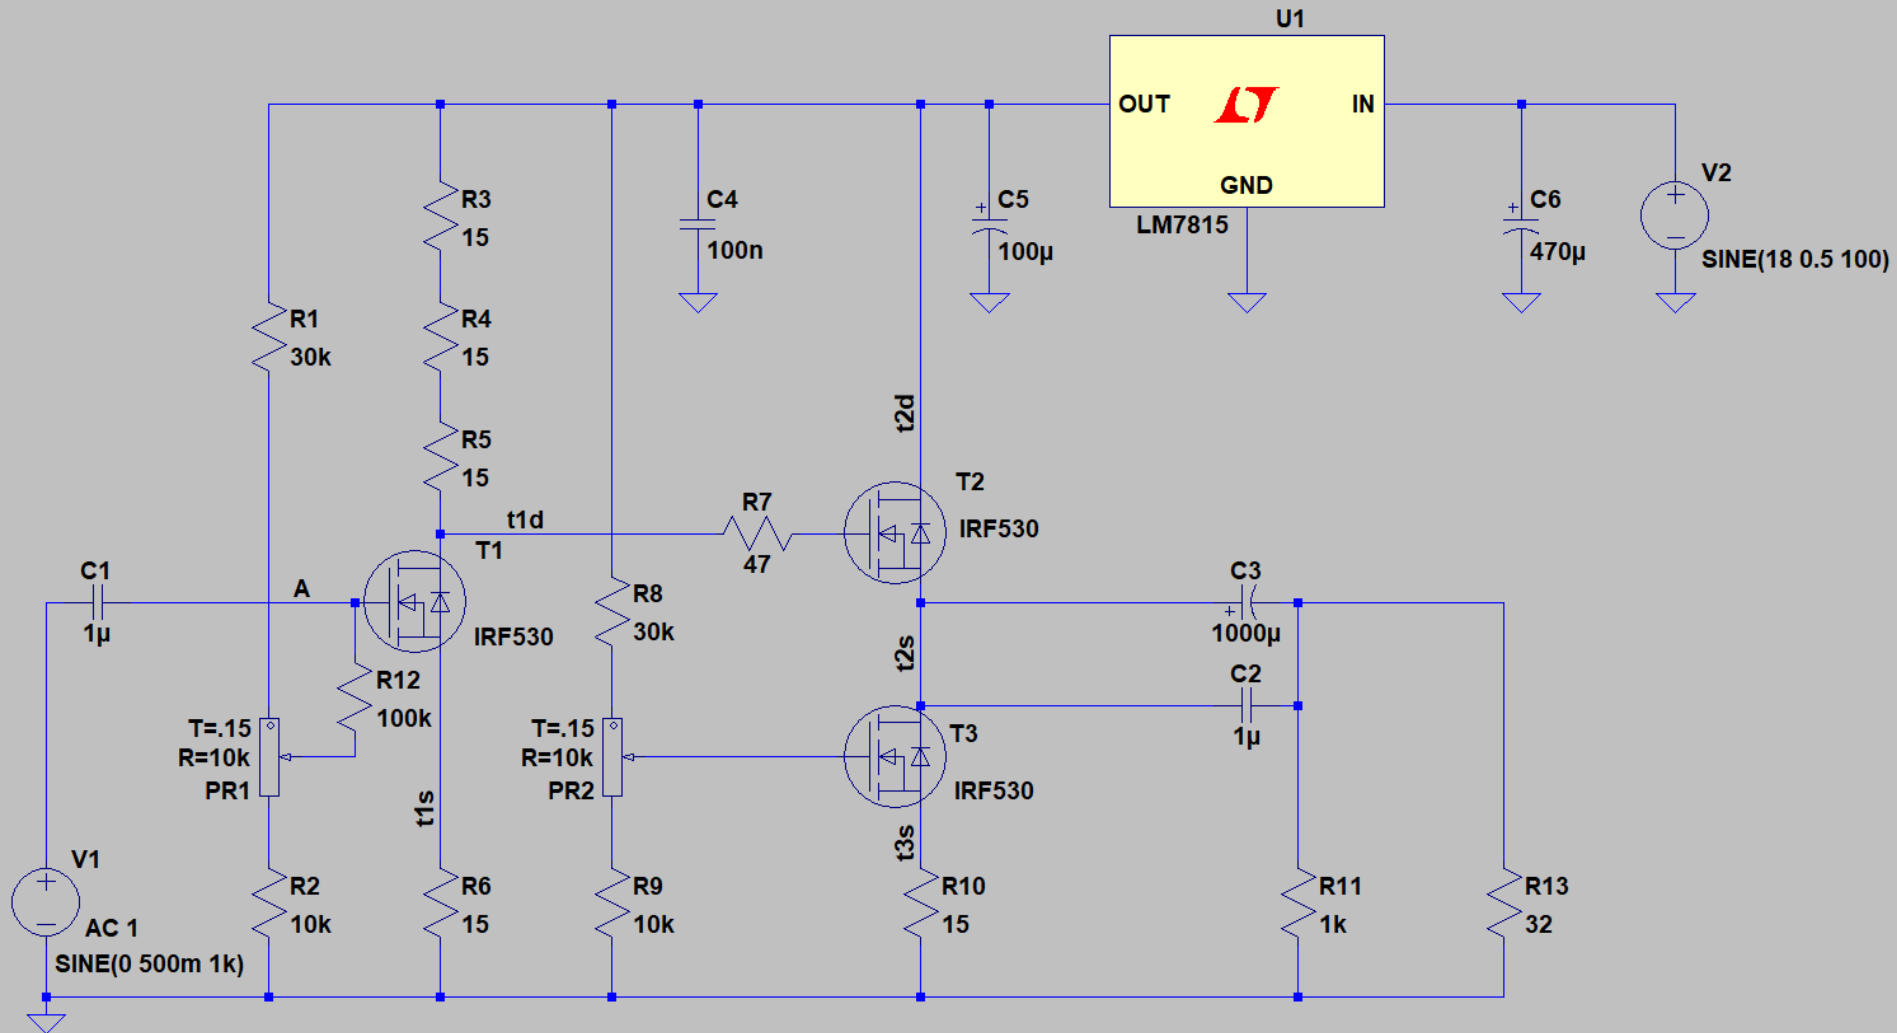 U1
OUT
IN
GND
LM7815
V2
SINE(18 0.5 100)
C6
470µ
C5
100µ
C4
100n
R3
15
R4
15
R5
15
R1
30k
t2d
t1d
R7
47
T2
IRF530
T1
IRF530
C1
1µ
A
R8
30k
C3
1000µ
t2s
C2
1µ
R12
100k
T=.15
R=10k
PR1
T=.15
R=10k
PR2
T3
IRF530
t1s
t3s
V1
AC 1
SINE(0 500m 1k)
R2
10k
R6
15
R9
10k
R10
15
R11
1k
R13
32